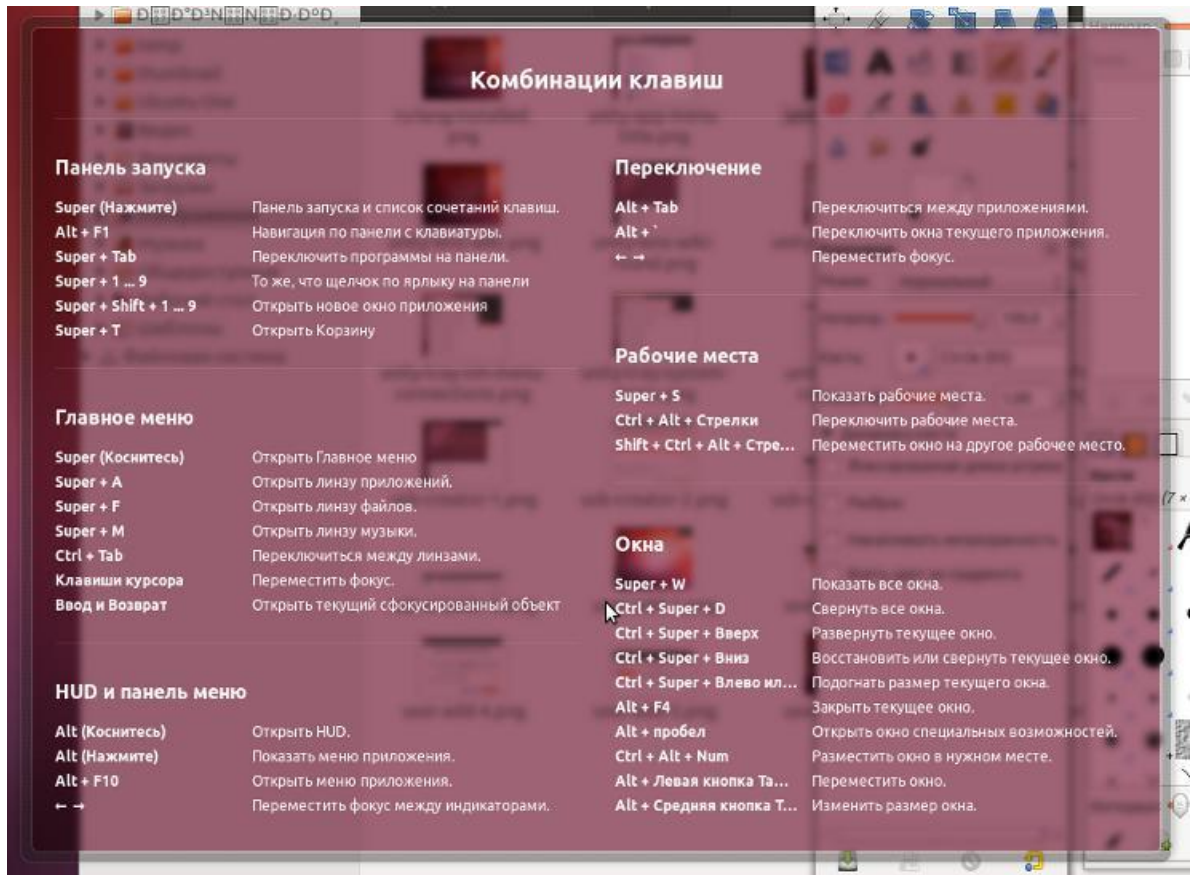 Комбинации клавиш
Панель запуска
Super (Нажмите) Панель запуска и список сочетаний клавиш.
Alt + F1 Навигация по панели с клавиатуры.
Super + Tab Переключить программы на панели.
Super + 1 ... 9 То же, что щелчок по ярлыку на панели
Super + Shift + 1 ... 9 Открыть новое окно приложения
Super + T Открыть Корзину
Главное меню
Super (Коснитесь) Открыть Главное меню
Super + A Открыть линзу приложений.
Super + F Открыть линзу файлов.
Super + M Открыть линзу музыки.
Ctrl + Tab Переключиться между линзами.
Клавиши курсора Переместить фокус.
Ввод и Возврат Открыть текущий сфокусированный объект
HUD и панель меню
Alt (Коснитесь) Открыть HUD.
Alt (Нажмите) Показать меню приложения.
Alt + F10 Открыть меню приложения.
← → Переместить фокус между индикаторами.
Переключение
Alt + Tab Переключиться между приложениями.
Alt + ` Переключить окна текущего приложения.
← → Переместить фокус.
Рабочие места
Super + S Показать рабочие места.
Ctrl + Alt + Стрелки Переключить рабочие места.
Shift + Ctrl + Alt + Стре... Переместить окно на другое рабочее место.
Окна
Super + W Показать все окна.
Ctrl + Super + D Свернуть все окна.
Ctrl + Super + Вверх Развернуть текущее окно.
Ctrl + Super + Вниз Восстановить или свернуть текущее окно.
Ctrl + Super + Влево ил... Подогнать размер текущего окна.
Alt + F4 Закрыть текущее окно.
Alt + пробел Открыть окно специальных возможностей.
Ctrl + Alt + Num Разместить окно в нужном месте.
Alt + Левая кнопка Та... Переместить окно.
Alt + Средняя кнопка Т... Изменить размер окна.
(7 ×